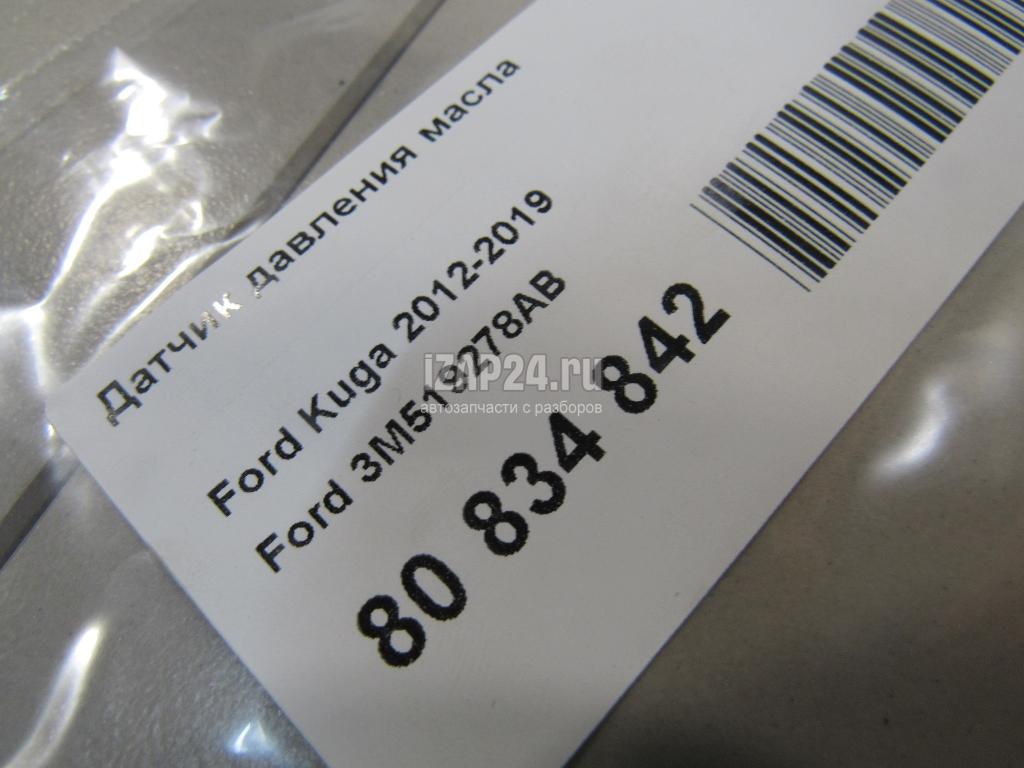 Датчик давления масла
Ford Kuga 2012-2019
Ford 3M519278AB
80 834 842
iZAP24.ru
автозапчасти с разборов